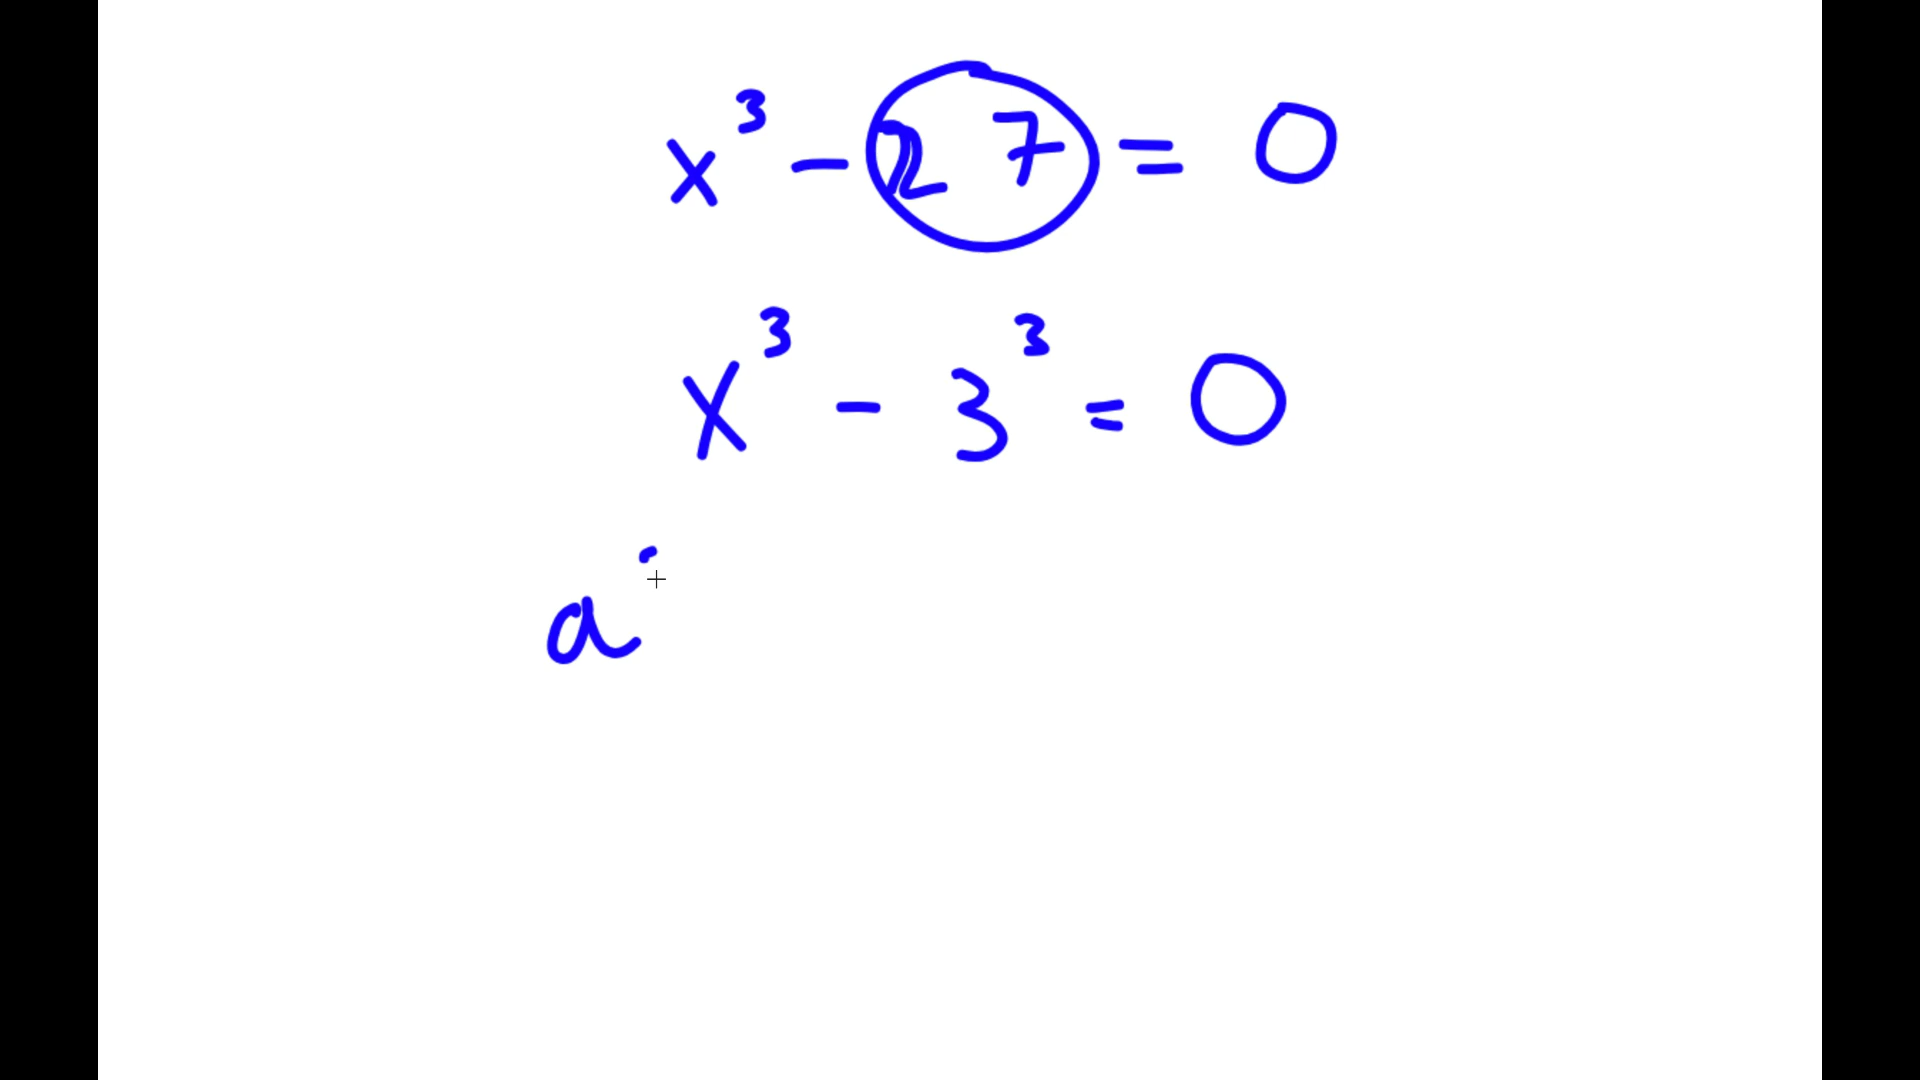 x³ - 27 = 0
x³ - 3³ = 0
a